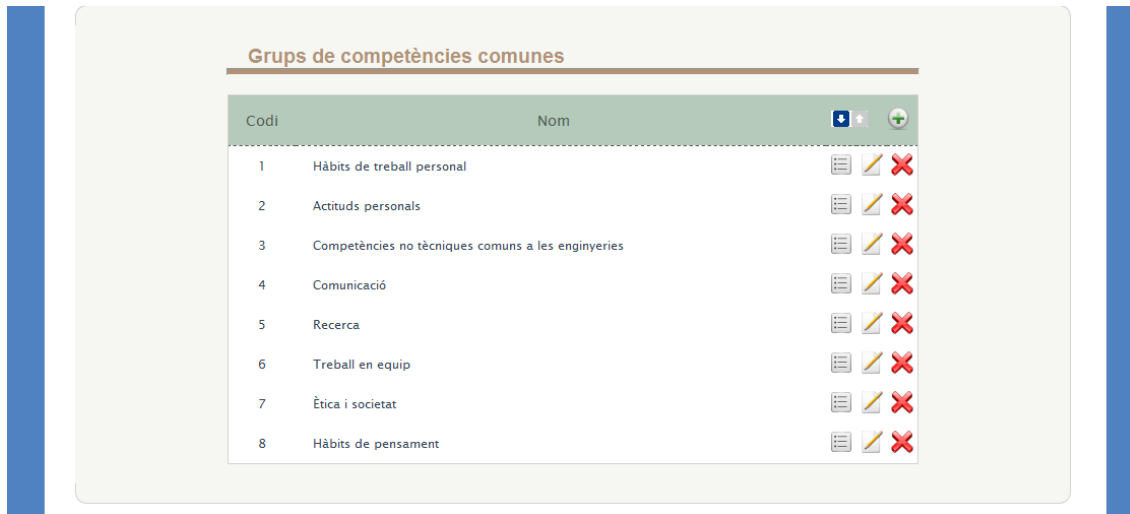 Grups de competències comunes
Codi Nom
1 Hàbits de treball personal
2 Actituds personals
3 Competències no tècniques comuns a les enginyeries
4 Comunicació
5 Recerca
6 Treball en equip
7 Ètica i societat
8 Hàbits de pensament